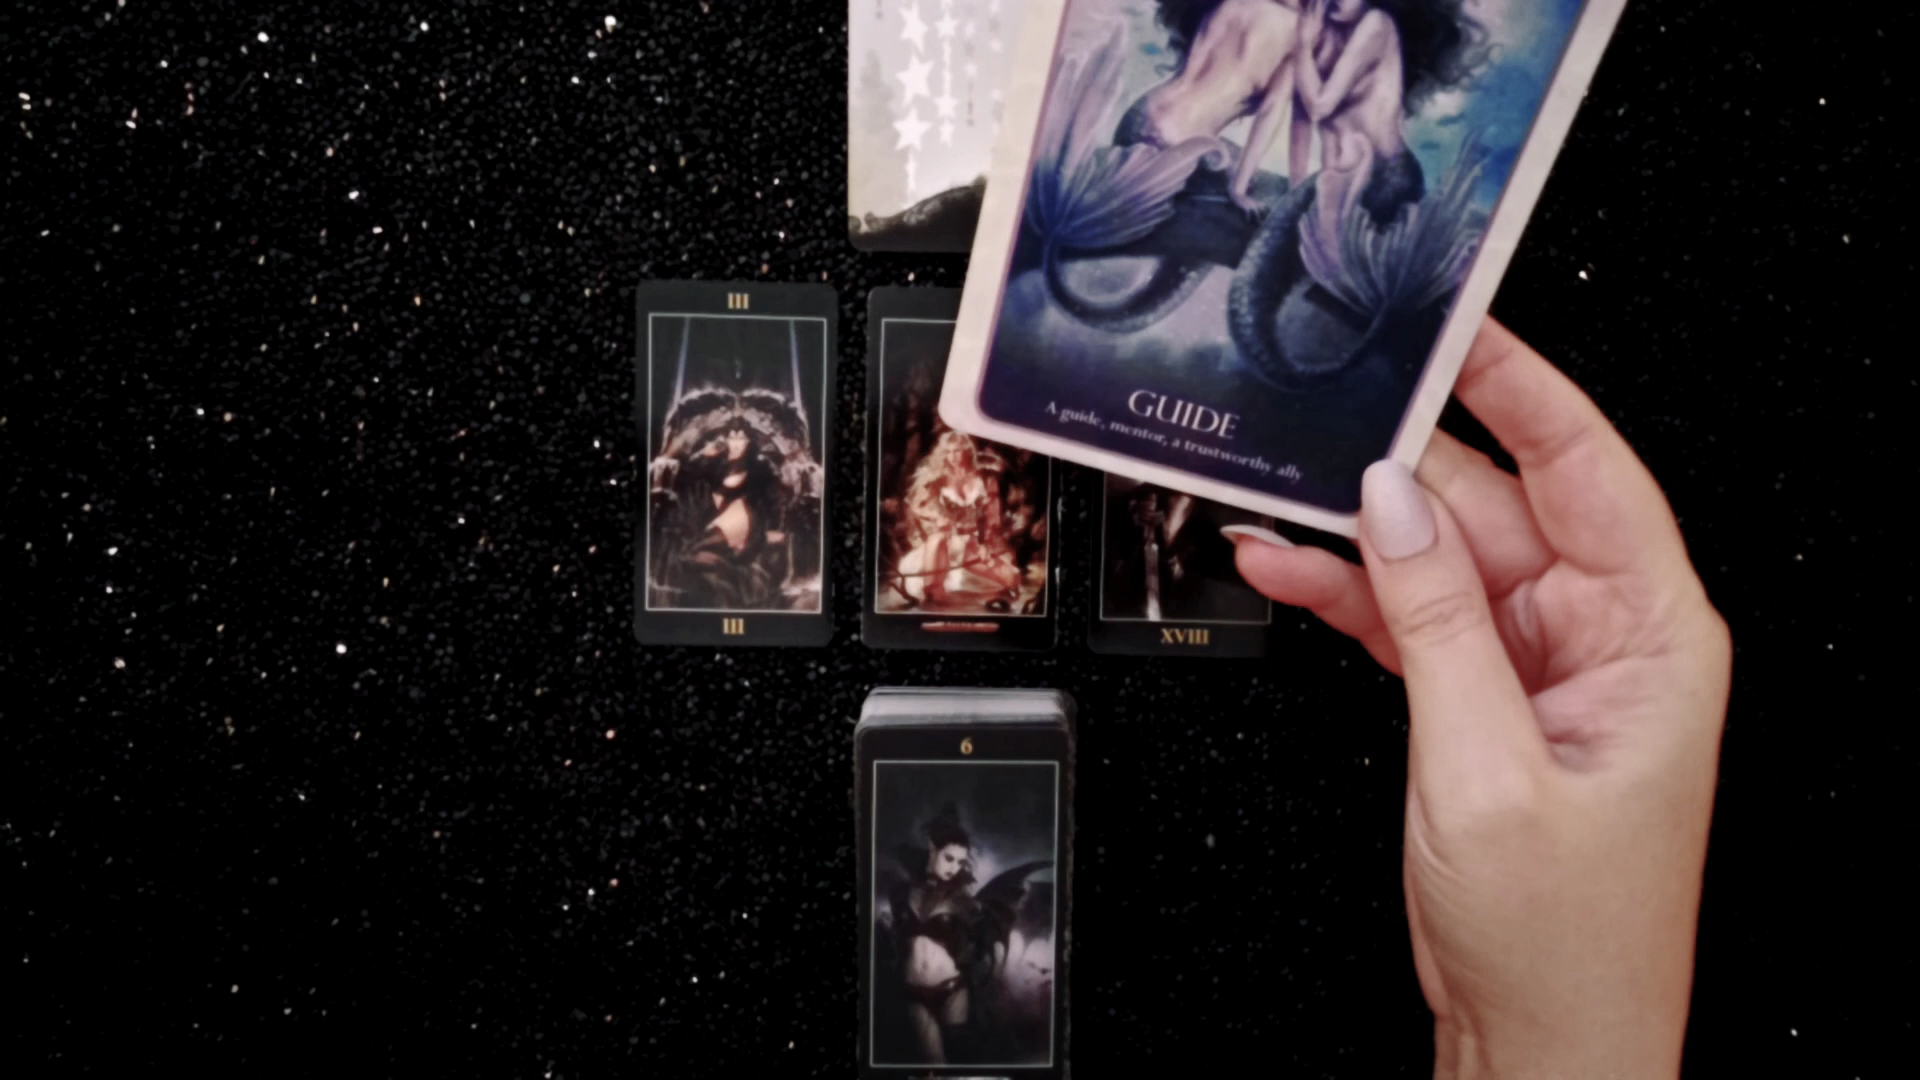 III
GUIDE
A guide, mentor, a trustworthy ally
III
XVIII
6